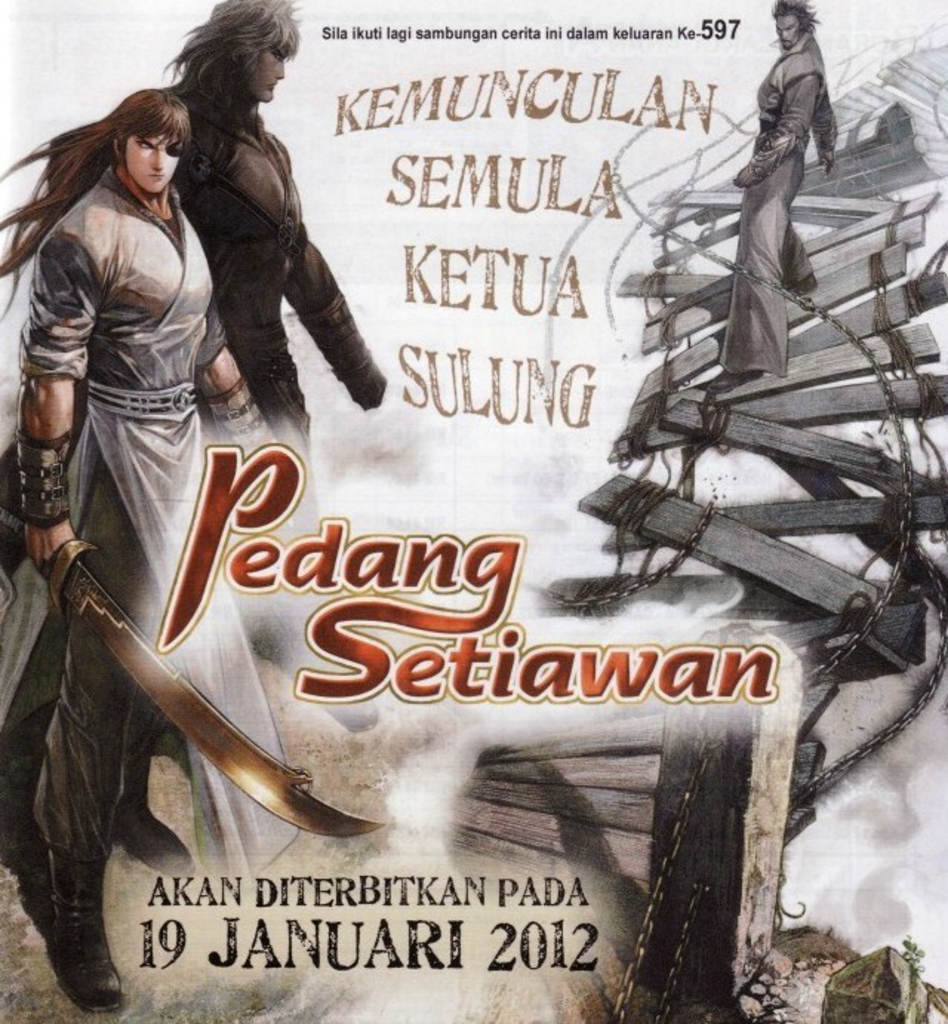 Sila ikuti lagi sambungan cerita ini dalam keluaran Ke-597
KEMUNCULAN
SEMULA
KETUA
SULUNG
Pedang
Setiawan
AKAN DITERBITKAN PADA
19 JANUARI 2012